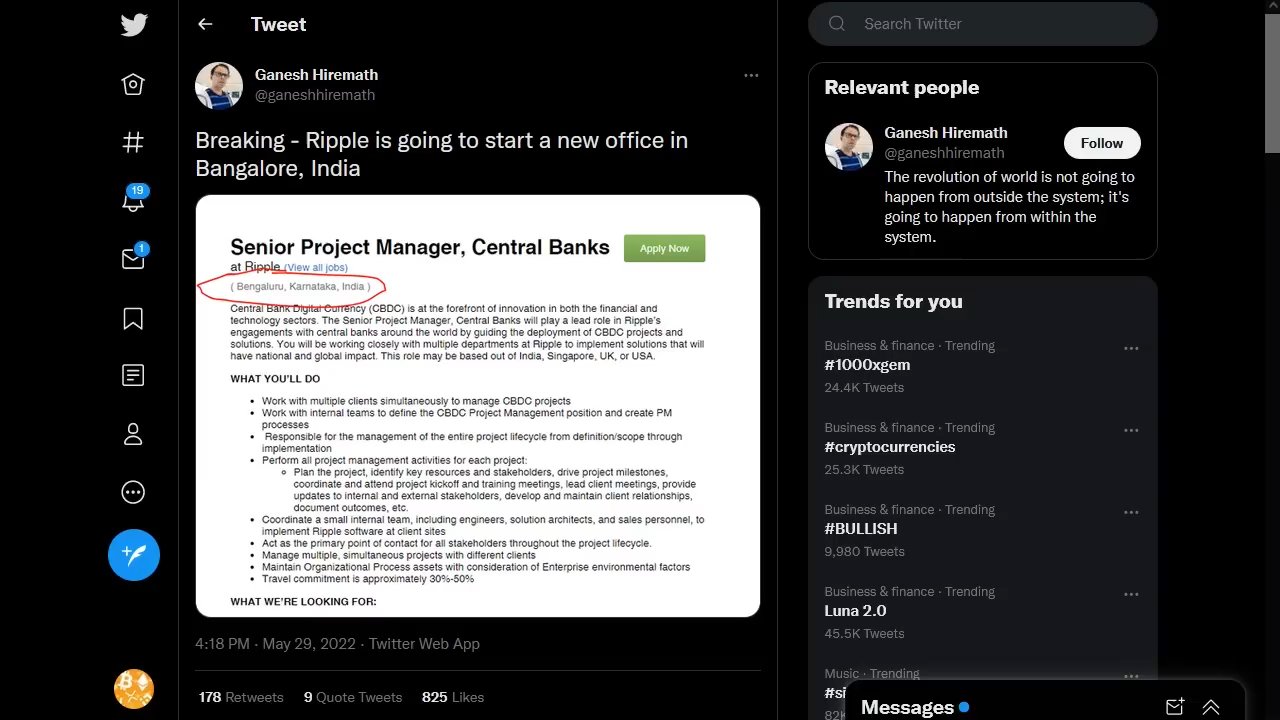 Tweet
Ganesh Hiremath
@ganeshhiremath
Breaking - Ripple is going to start a new office in
Bangalore, India
Senior Project Manager, Central Banks
Apply Now
at Ripple (View all jobs)
( Bengaluru, Karnataka, India )
Central Bank Digital Currency (CBDC) is at the forefront of innovation in both the financial and
technology sectors. The Senior Project Manager, Central Banks will play a lead role in Ripple's
engagements with central banks around the world by guiding the deployment of CBDC projects and
solutions. You will be working closely with multiple departments at Ripple to implement solutions that will
have national and global impact. This role may be based out of India, Singapore, UK, or USA.
WHAT YOU'LL DO
• Work with multiple clients simultaneously to manage CBDC projects
• Work with internal teams to define the CBDC Project Management position and create PM
processes
• Responsible for the management of the entire project lifecycle from definition/scope through
implementation
• Perform all project management activities for each project:
○ Plan the project, identify key resources and stakeholders, drive project milestones,
coordinate and attend project kickoff and training meetings, lead client meetings, provide
updates to internal and external stakeholders, develop and maintain client relationships,
document outcomes, etc.
• Coordinate a small internal team, including engineers, solution architects, and sales personnel, to
implement Ripple software at client sites
• Act as the primary point of contact for all stakeholders throughout the project lifecycle.
• Manage multiple, simultaneous projects with different clients
• Maintain Organizational Process assets with consideration of Enterprise environmental factors
• Travel commitment is approximately 30%-50%
WHAT WE'RE LOOKING FOR:
4:18 PM · May 29, 2022 · Twitter Web App
178 Retweets 9 Quote Tweets 825 Likes
19
1
Search Twitter
Relevant people
Ganesh Hiremath
@ganeshhiremath
Follow
The revolution of world is not going to
happen from outside the system; it's
going to happen from within the
system.
Trends for you
Business & finance · Trending
#1000xgem
24.4K Tweets
Business & finance · Trending
#cryptocurrencies
25.3K Tweets
Business & finance · Trending
#BULLISH
9,980 Tweets
Business & finance · Trending
Luna 2.0
45.5K Tweets
Music · Trending
Messages